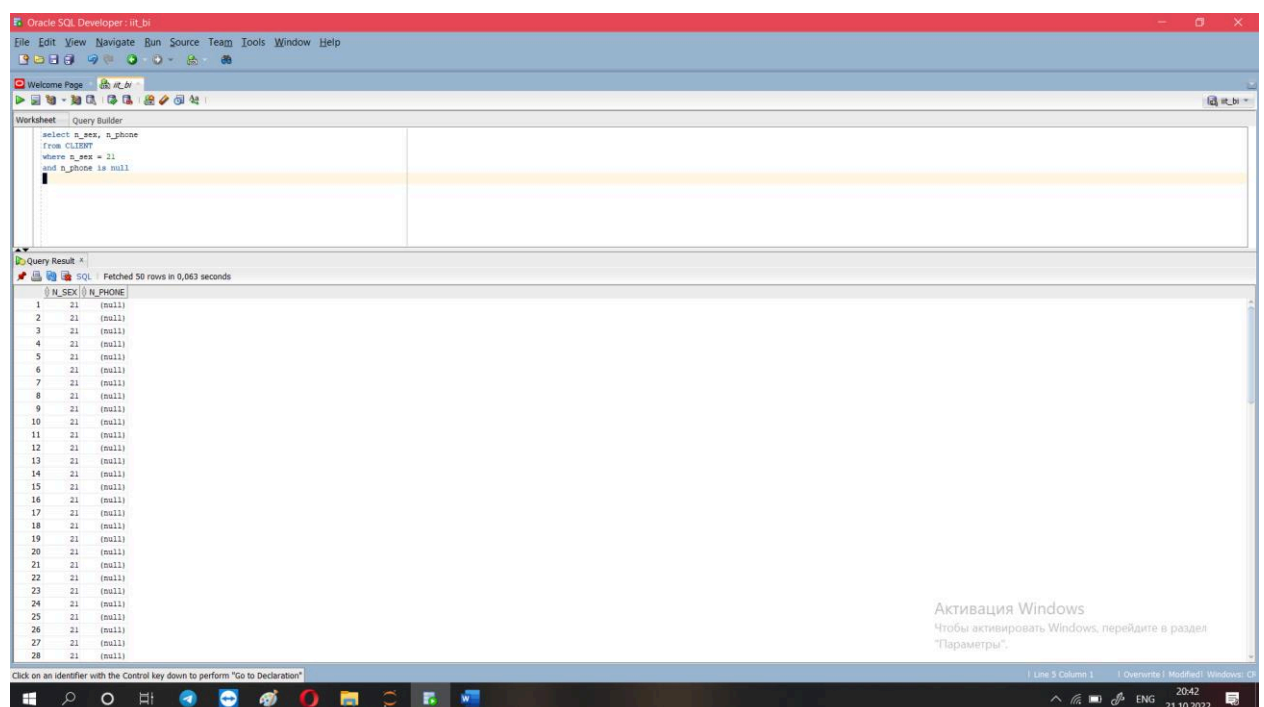 Oracle SQL Developer : iit_bi
File Edit View Navigate Run Source Team Tools Window Help
Welcome Page iit_bi
iit_bi
Worksheet Query Builder
select n_sex, n_phone
from CLIENT
where n_sex = 21
and n_phone is null
Query Result
SQL | Fetched 50 rows in 0,063 seconds
N_SEX N_PHONE
1 21 (null)
2 21 (null)
3 21 (null)
4 21 (null)
5 21 (null)
6 21 (null)
7 21 (null)
8 21 (null)
9 21 (null)
10 21 (null)
11 21 (null)
12 21 (null)
13 21 (null)
14 21 (null)
15 21 (null)
16 21 (null)
17 21 (null)
18 21 (null)
19 21 (null)
20 21 (null)
21 21 (null)
22 21 (null)
23 21 (null)
24 21 (null)
25 21 (null)
26 21 (null)
27 21 (null)
28 21 (null)
Активация Windows
Чтобы активировать Windows, перейдите в раздел
"Параметры".
Click on an identifier with the Control key down to perform "Go to Declaration"
| Line 5 Column 1 | Overwrite | Modified | Windows: CR
ENG
20:42
21.10.2022